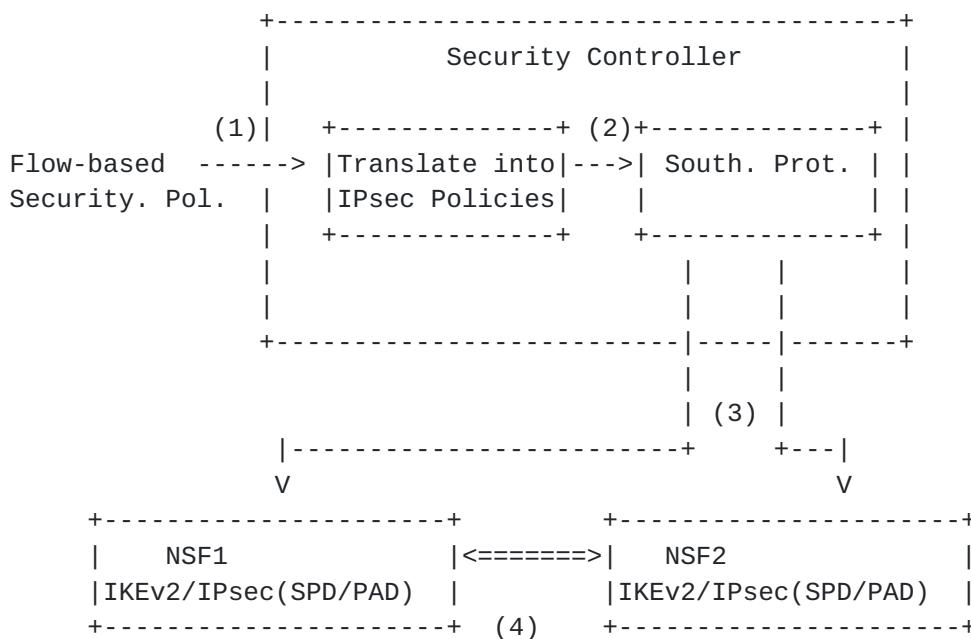 Security Controller
(1)
(2)
Flow-based ------> |Translate into|--->| South. Prot. |
Security. Pol. |IPsec Policies|
(3)
V V
NSF1 <=======> NSF2
IKEv2/IPsec(SPD/PAD) IKEv2/IPsec(SPD/PAD)
(4)